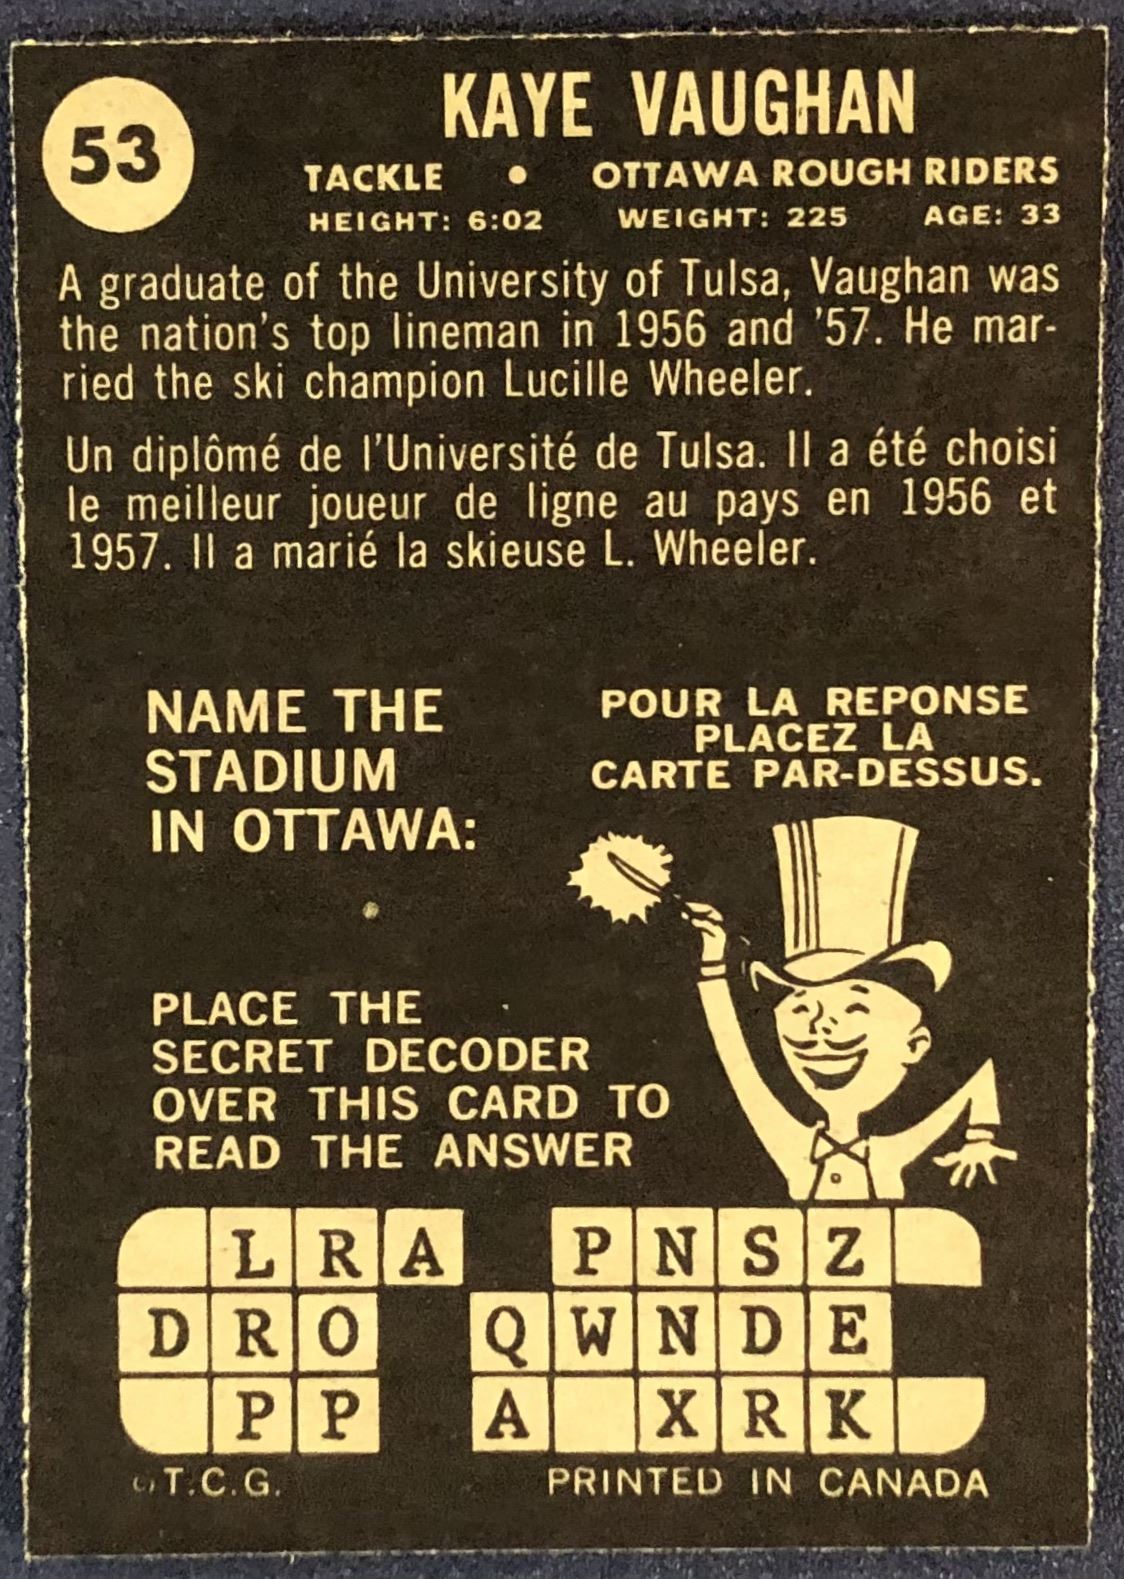 53
KAYE VAUGHAN
TACKLE • OTTAWA ROUGH RIDERS
HEIGHT: 6:02 WEIGHT: 225 AGE: 33
A graduate of the University of Tulsa, Vaughan was
the nation's top lineman in 1956 and '57. He mar-
ried the ski champion Lucille Wheeler.
Un diplômé de l'Université de Tulsa. Il a été choisi
le meilleur joueur de ligne au pays en 1956 et
1957. Il a marié la skieuse L. Wheeler.
NAME THE
STADIUM
IN OTTAWA:
POUR LA REPONSE
PLACEZ LA
CARTE PAR-DESSUS.
PLACE THE
SECRET DECODER
OVER THIS CARD TO
READ THE ANSWER
L R A P N S Z
D R O Q W N D E
P P A X R K
©T.C.G.
PRINTED IN CANADA